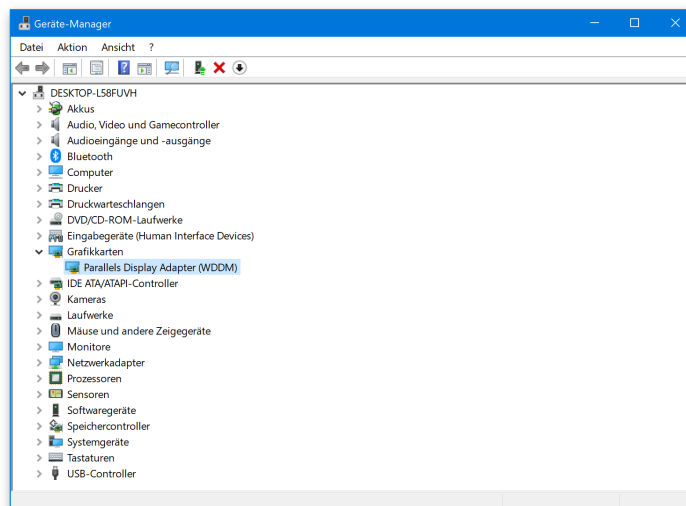 Geräte-Manager
Datei Aktion Ansicht ?
DESKTOP-L58FUVH
Akkus
Audio, Video und Gamecontroller
Audioeingänge und -ausgänge
Bluetooth
Computer
Drucker
Druckwarteschlangen
DVD/CD-ROM-Laufwerke
Eingabegeräte (Human Interface Devices)
Grafikkarten
Parallels Display Adapter (WDDM)
IDE ATA/ATAPI-Controller
Kameras
Laufwerke
Mäuse und andere Zeigegeräte
Monitore
Netzwerkadapter
Prozessoren
Sensoren
Softwaregeräte
Speichercontroller
Systemgeräte
Tastaturen
USB-Controller